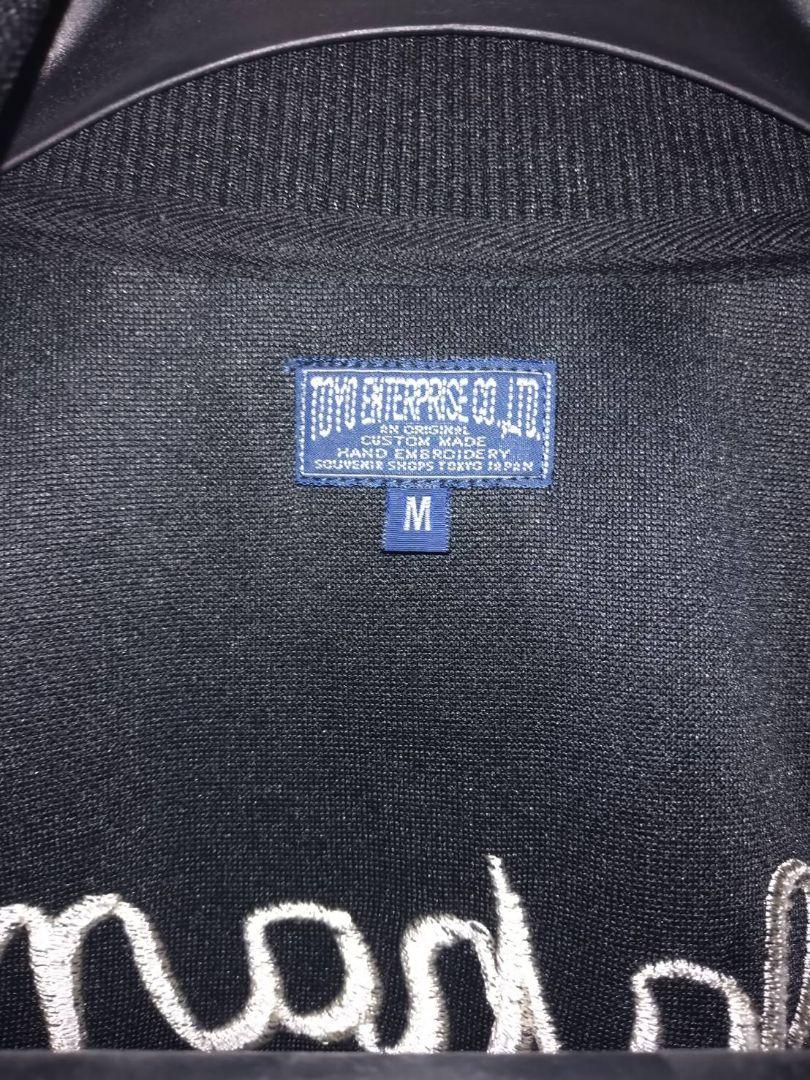 TOYO ENTERPRISE CO.,LTD.
AN ORIGINAL
CUSTOM MADE
HAND EMBROIDERY
SOUVENIR SHOPS TOKYO JAPAN
M